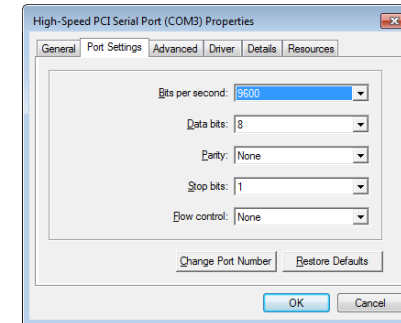 High-Speed PCI Serial Port (COM3) Properties
General Port Settings Advanced Driver Details Resources
Bits per second: 9600
Data bits: 8
Parity: None
Stop bits: 1
Flow control: None
Change Port Number Restore Defaults
OK Cancel